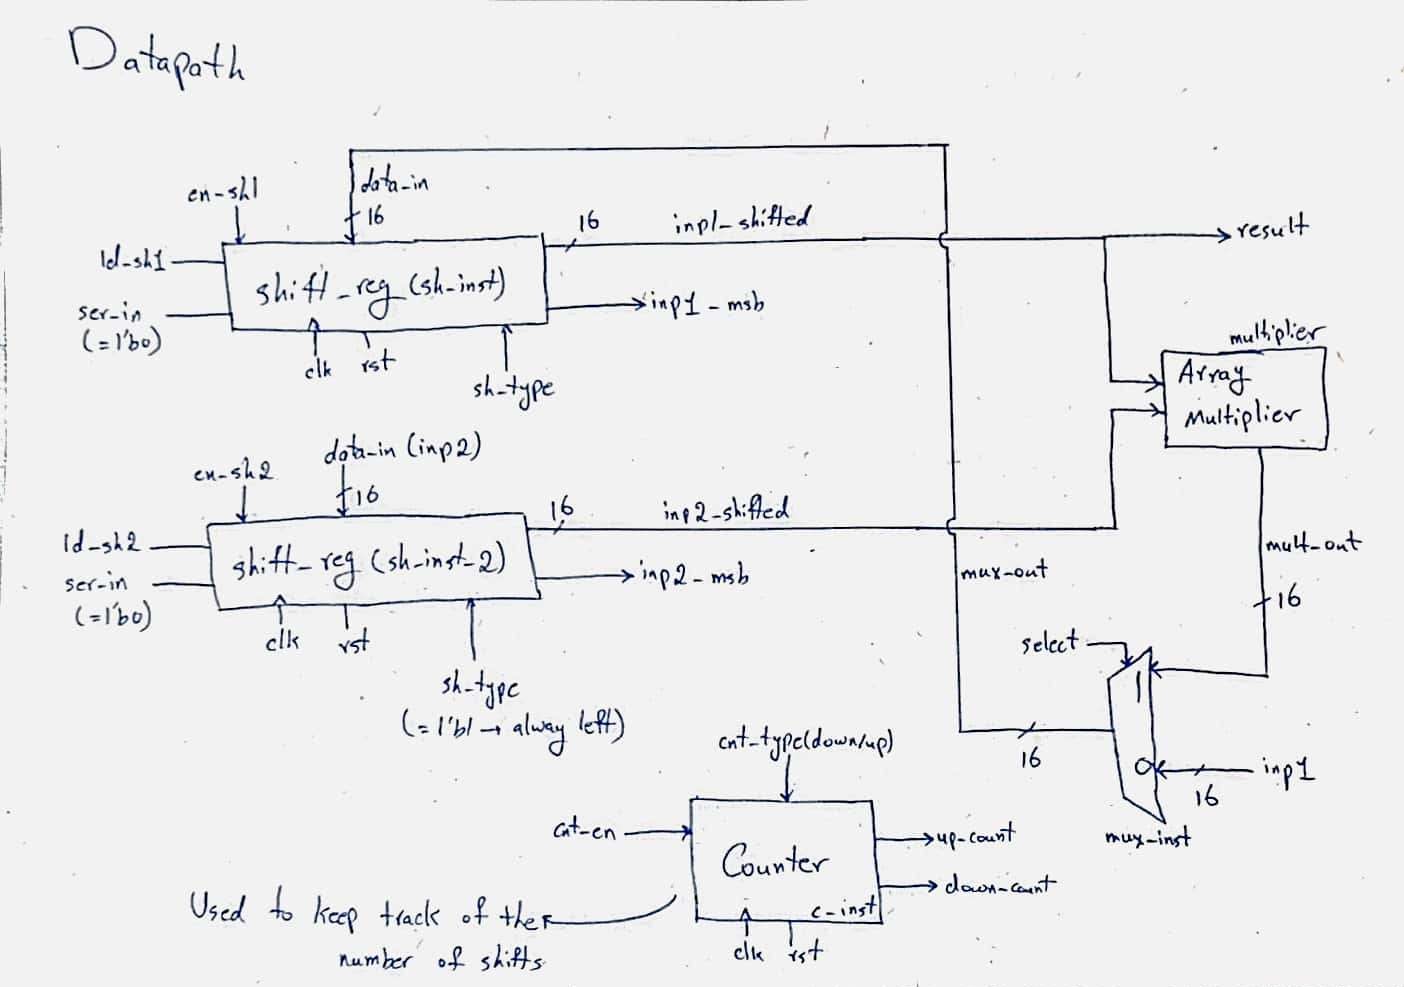 Datapath
en-sh1
data-in
16
ld-sh1
ser-in
(=1'b0)
shift_reg (sh-inst)
clk
rst
sh-type
16
inp1-shifted
inp1-msb
result
multiplier
Array
Multiplier
en-sh2
data-in (inp2)
16
ld-sh2
ser-in
(=1'b0)
shift-reg (sh-inst-2)
clk
rst
sh-type
(=1'b1 → alway left)
16
inp2-shifted
inp2-msb
mux-out
mult-out
16
select
1
0
16
inp1
16
mux-inst
cnt-type(down/up)
cnt-en
Counter
c-inst
up-count
down-count
clk
rst
Used to keep track of the
number of shifts